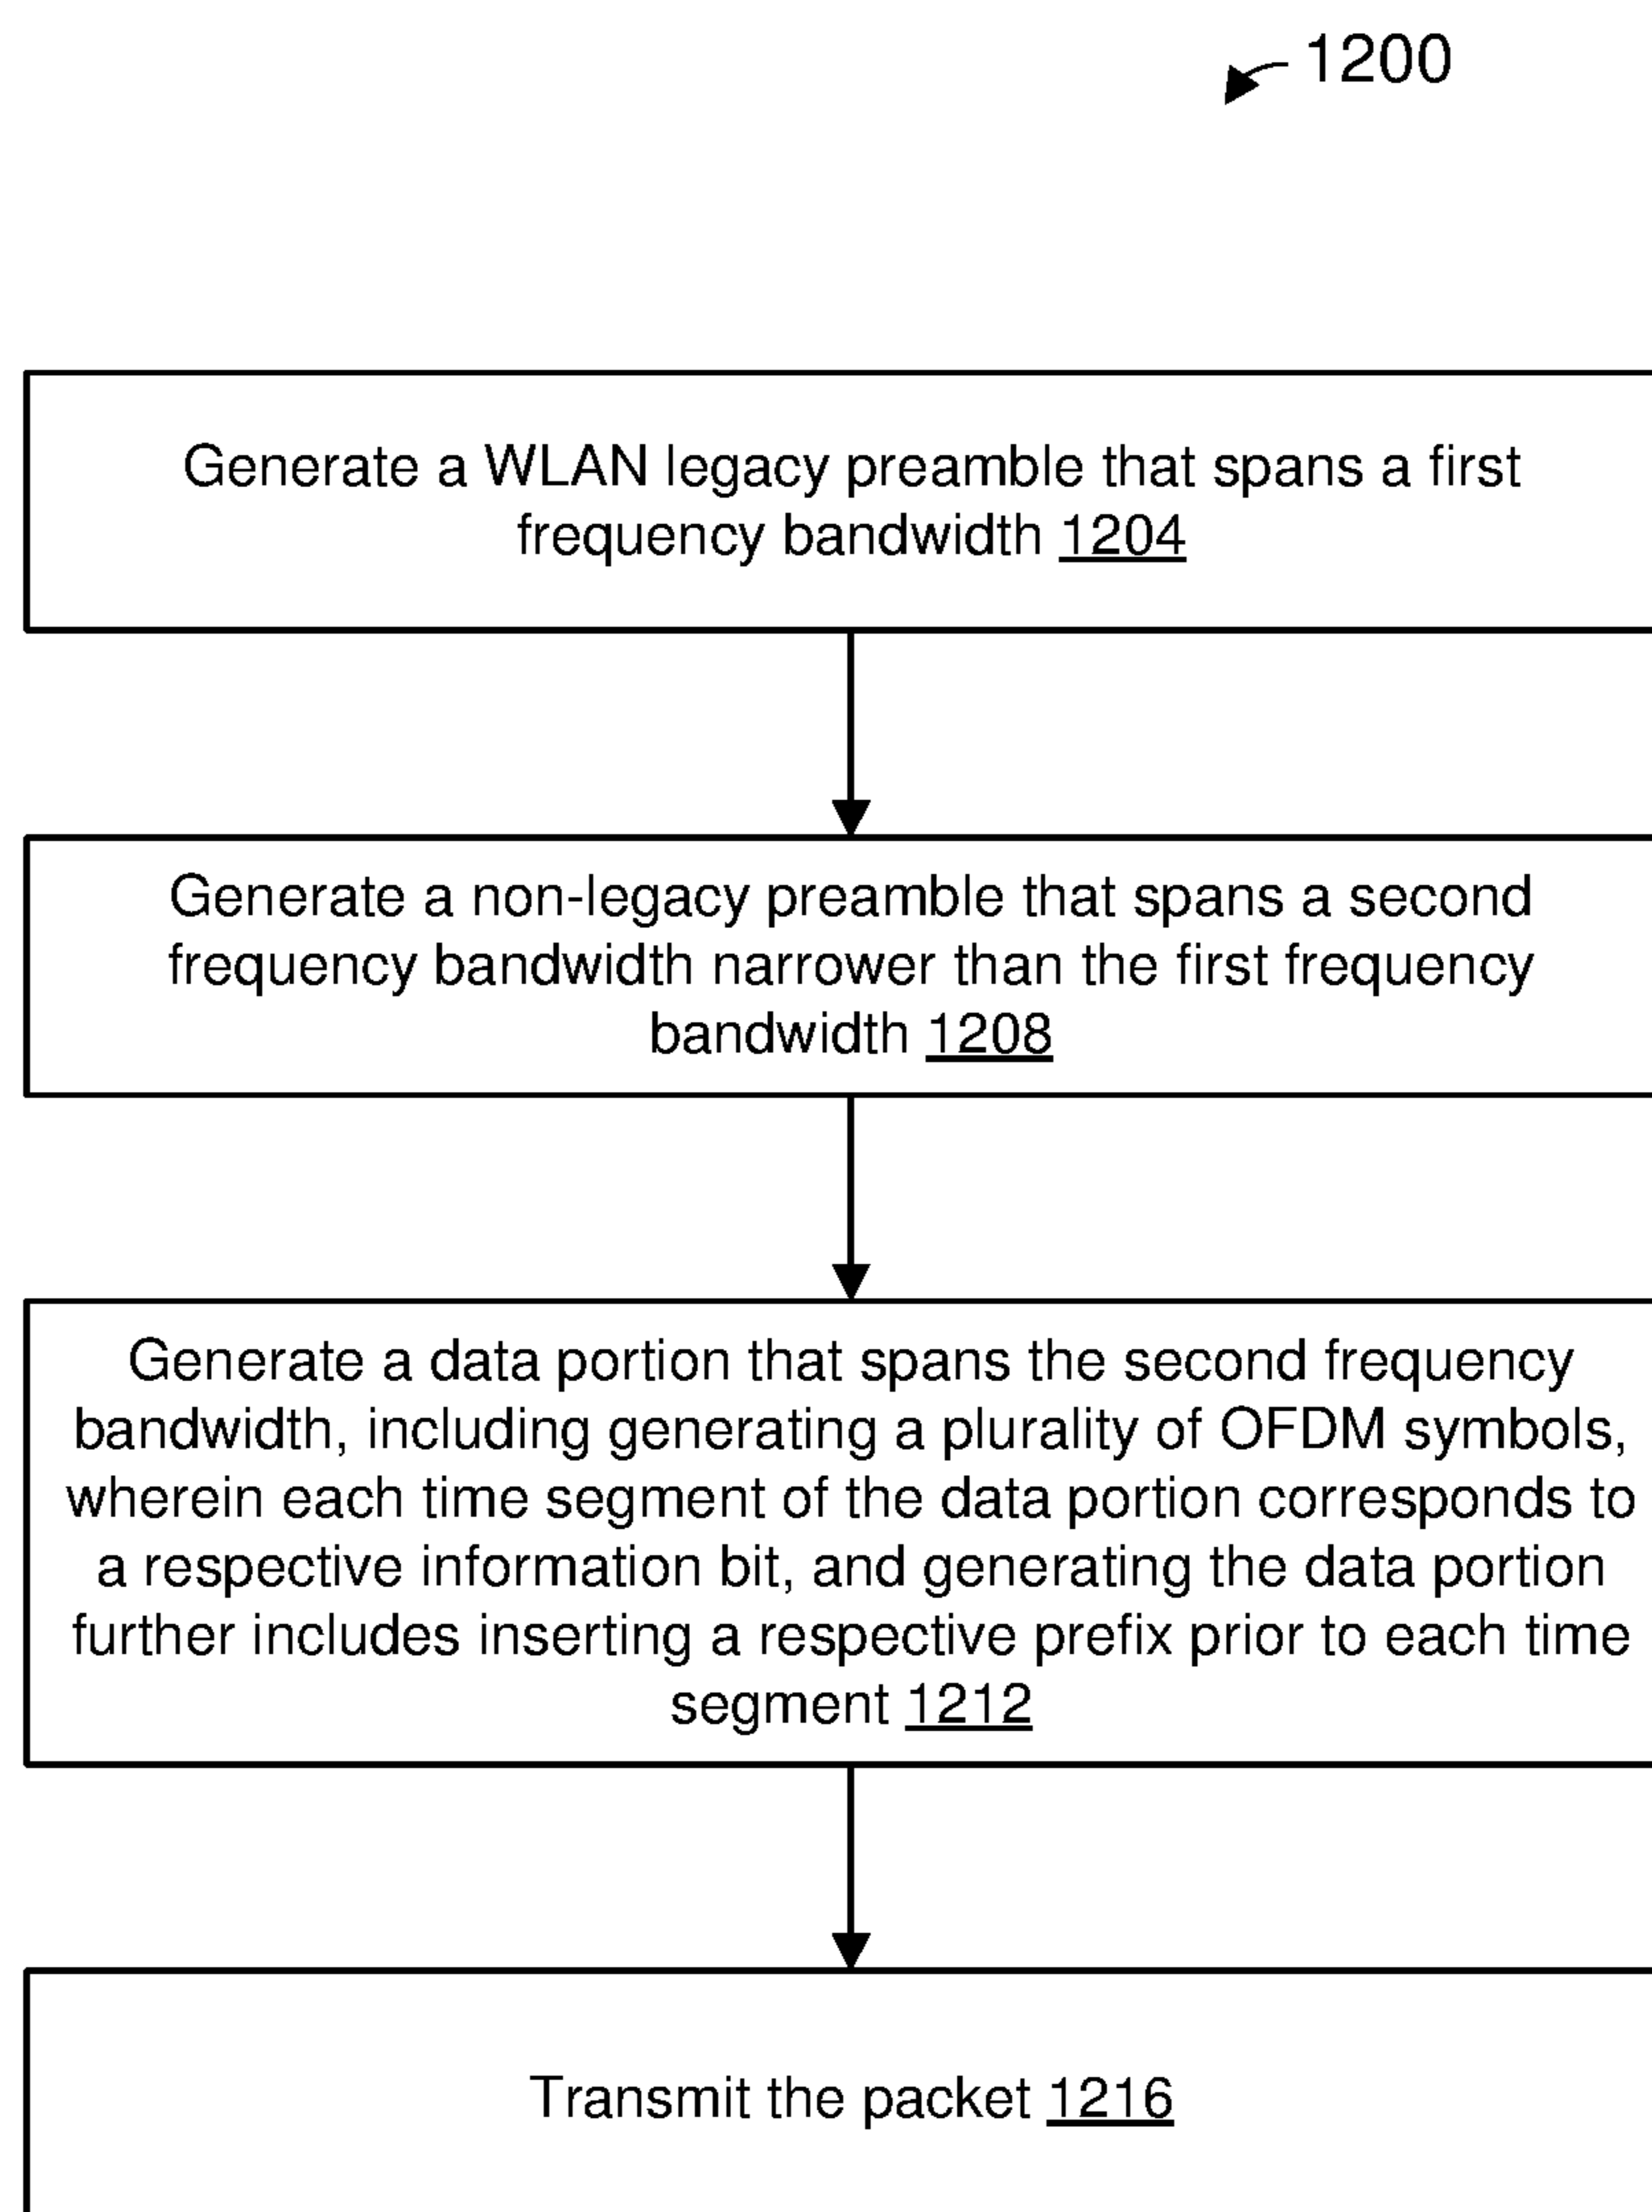 1200
Generate a WLAN legacy preamble that spans a first
frequency bandwidth 1204
Generate a non-legacy preamble that spans a second
frequency bandwidth narrower than the first frequency
bandwidth 1208
Generate a data portion that spans the second frequency
bandwidth, including generating a plurality of OFDM symbols,
wherein each time segment of the data portion corresponds to
a respective information bit, and generating the data portion
further includes inserting a respective prefix prior to each time
segment 1212
Transmit the packet 1216